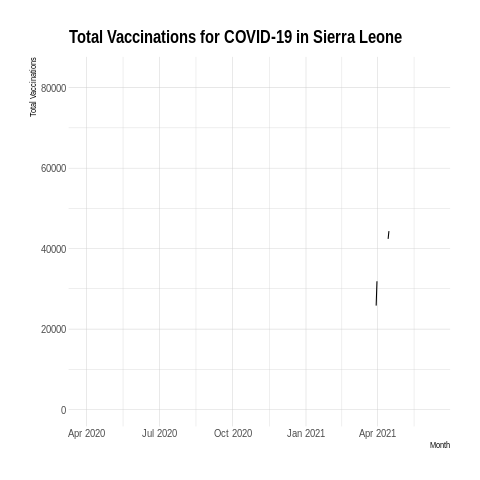 Total Vaccinations for COVID-19 in Sierra Leone
Total Vaccinations
80000
60000
40000
20000
0
Apr 2020 Jul 2020 Oct 2020 Jan 2021 Apr 2021
Month